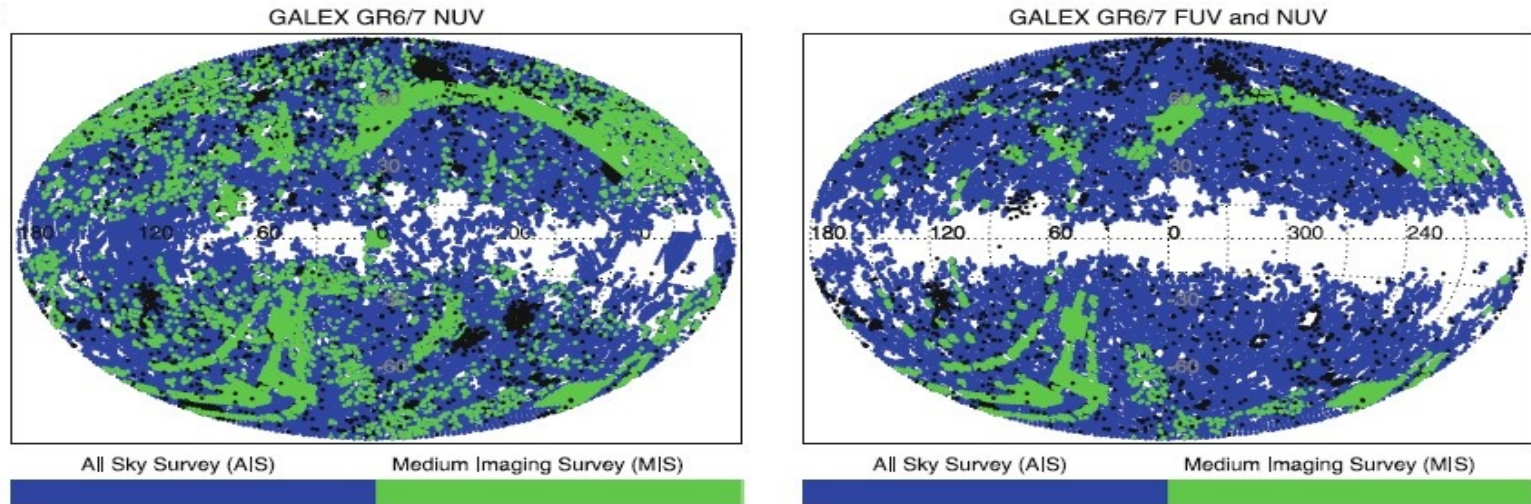 GALEX GR6/7 NUV
60
30
180 120 60 0
-30
-60
All Sky Survey (AIS) Medium Imaging Survey (MIS)
GALEX GR6/7 FUV and NUV
60
30
180 120 60 0 300 240
-30
-60
All Sky Survey (AIS) Medium Imaging Survey (MIS)